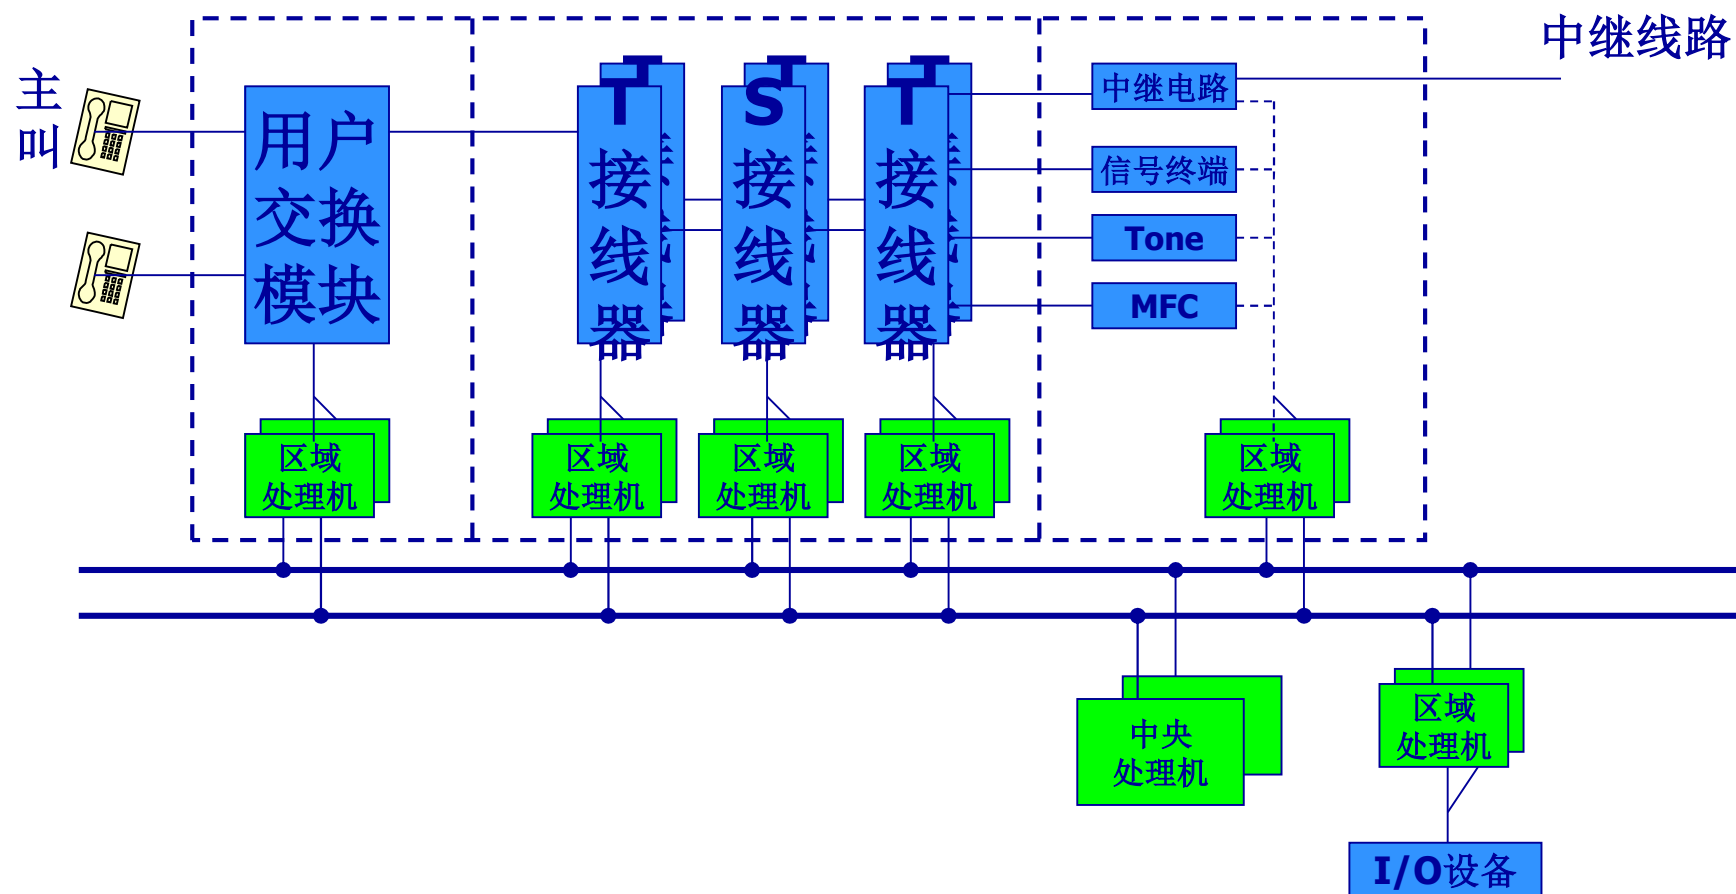 中继线路
主
叫
用户
交换
模块
T
接
线
器
S
接
线
器
T
接
线
器
T
T
T
中继电路
信号终端
Tone
MFC
区域
处理机
区域
处理机
区域
处理机
区域
处理机
区域
处理机
中央
处理机
区域
处理机
I/O设备